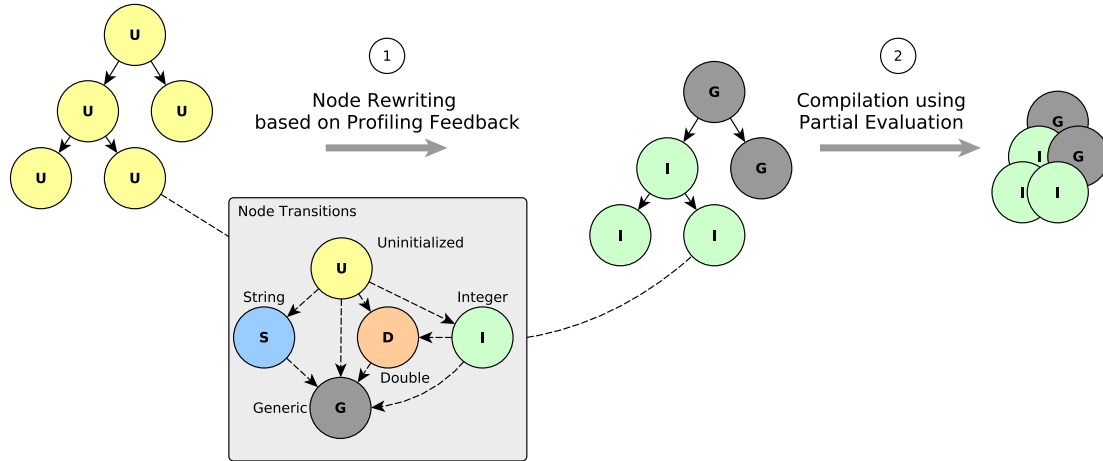 U
U
U
U
U
1
Node Rewriting
based on Profiling Feedback
Node Transitions
Uninitialized
U
String
S
D
Double
Integer
I
Generic
G
G
I
G
I
I
2
Compilation using
Partial Evaluation
G
I
G
I
I